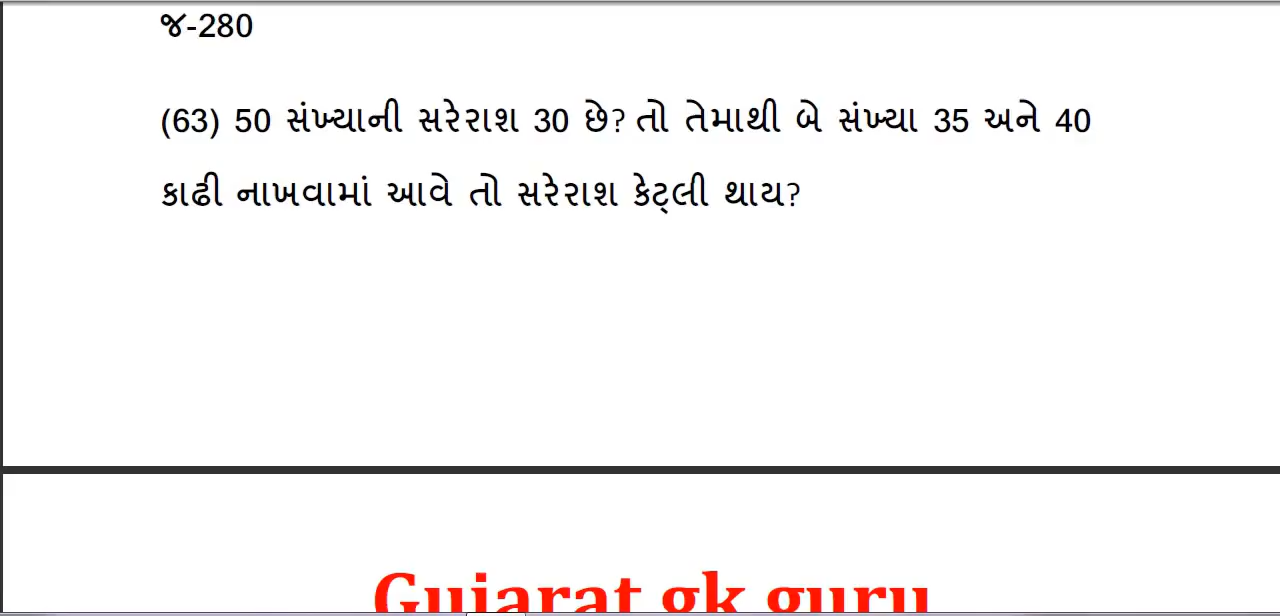 જ-280
(63) 50 સંખ્યાની સરેરાશ 30 છે? તો તેમાથી બે સંખ્યા 35 અને 40
કાઢી નાખવામાં આવે તો સરેરાશ કેટ્લી થાય?
Gujarat gk guru